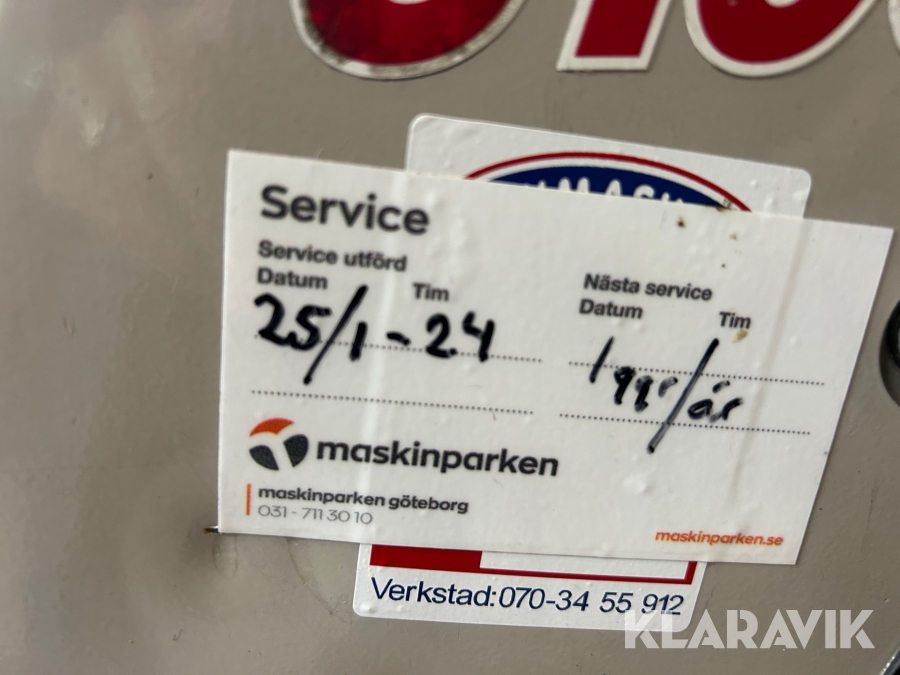 Service
Service utförd
Datum Tim
25/1-24
Nästa service
Datum Tim
1 ggr/år
maskinparken
maskinparken göteborg
031 - 711 30 10
maskinparken.se
Verkstad:070-34 55 912
KLARAVIK